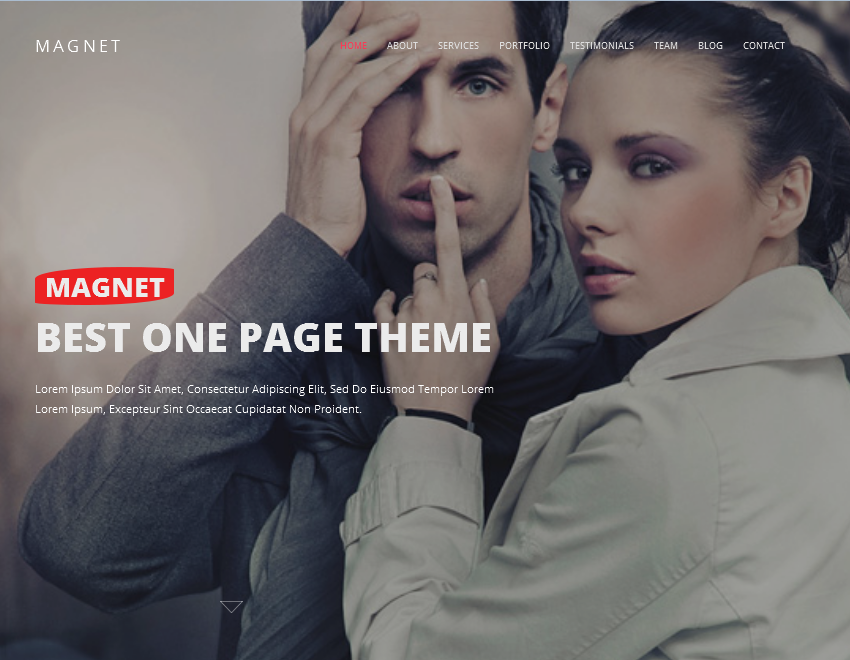 MAGNET
HOME ABOUT SERVICES PORTFOLIO TESTIMONIALS TEAM BLOG CONTACT
MAGNET
BEST ONE PAGE THEME
Lorem Ipsum Dolor Sit Amet, Consectetur Adipiscing Elit, Sed Do Eiusmod Tempor Lorem
Lorem Ipsum, Excepteur Sint Occaecat Cupidatat Non Proident.